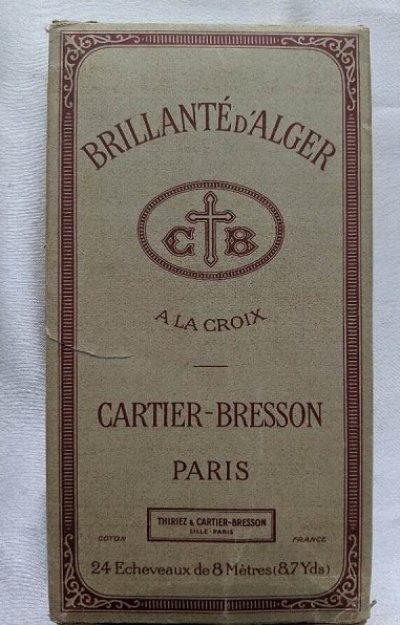 BRILLANTÉ D'ALGER
C B
A LA CROIX
CARTIER-BRESSON
PARIS
THIRIEZ & CARTIER-BRESSON
LILLE-PARIS
COTON FRANCE
24 Echeveaux de 8 Mètres (8,7 Yds)